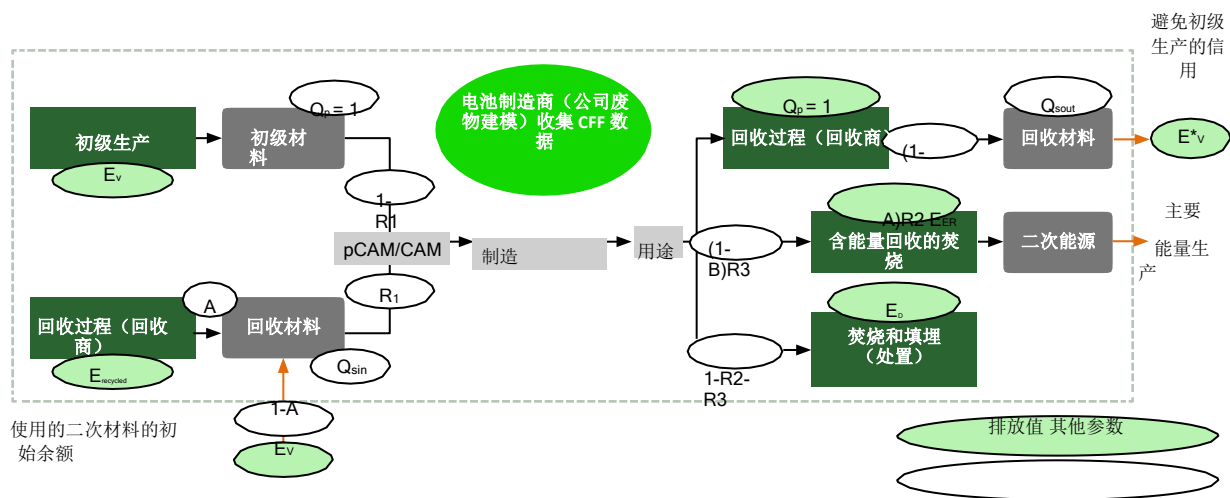 避免初级
生产的信
用
Qp = 1
电池制造商（公司废
物建模）收集 CFF 数
据
Qp = 1
Qsout
初级生产
初级材
料
回收过程（回收商）
(1-
回收材料
E*V
Ev
1-
R1
A)R2 EER
主要
pCAM/CAM
制造
用途
(1-
B)R3
含能量回收的焚
烧
二次能源
能量生
产
A
R1
ED
回收过程（回收
商）
回收材料
焚烧和填埋
（处置）
Erecycled
Qsin
1-R2-
R3
1-A
使用的二次材料的初
始余额
EV
排放值 其他参数